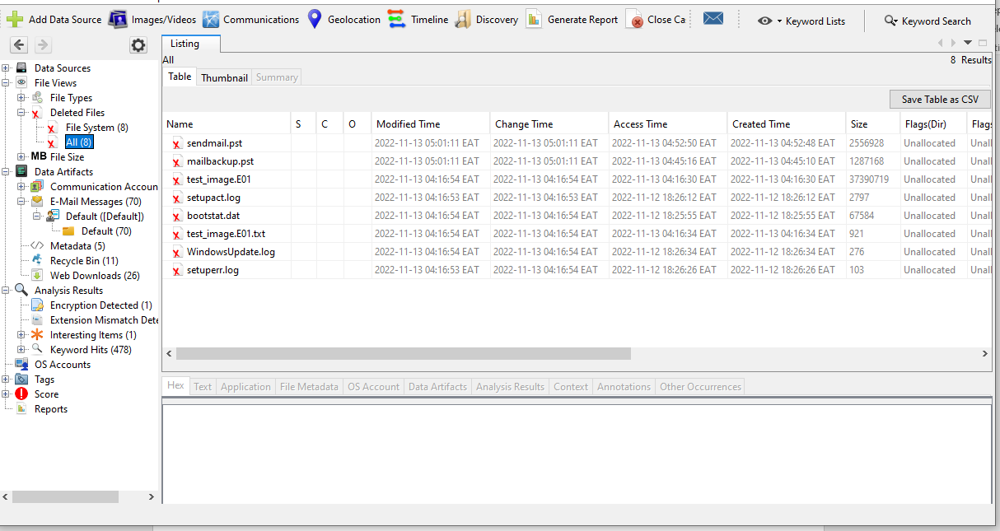 Add Data Source Images/Videos Communications Geolocation Timeline Discovery Generate Report Close Ca Keyword Lists Keyword Search
Listing
All 8 Results
Table Thumbnail Summary
Save Table as CSV
Data Sources
File Views
File Types
Deleted Files
File System (8)
All (8)
MB File Size
Data Artifacts
Communication Accoun
E-Mail Messages (70)
Default ([Default])
Default (70)
Metadata (5)
Recycle Bin (11)
Web Downloads (26)
Analysis Results
Encryption Detected (1)
Extension Mismatch Dete
Interesting Items (1)
Keyword Hits (478)
OS Accounts
Tags
Score
Reports
Name S C O Modified Time Change Time Access Time Created Time Size Flags(Dir) Flags
sendmail.pst 2022-11-13 05:01:11 EAT 2022-11-13 05:01:11 EAT 2022-11-13 04:52:50 EAT 2022-11-13 04:52:48 EAT 2556928 Unallocated Unall
mailbackup.pst 2022-11-13 05:01:11 EAT 2022-11-13 05:01:11 EAT 2022-11-13 04:45:16 EAT 2022-11-13 04:45:10 EAT 1287168 Unallocated Unall
test_image.E01 2022-11-13 04:16:54 EAT 2022-11-13 04:16:54 EAT 2022-11-13 04:16:30 EAT 2022-11-13 04:16:30 EAT 37390719 Unallocated Unall
setupact.log 2022-11-13 04:16:53 EAT 2022-11-13 04:16:53 EAT 2022-11-12 18:26:12 EAT 2022-11-12 18:26:12 EAT 2797 Unallocated Unall
bootstat.dat 2022-11-13 04:16:54 EAT 2022-11-13 04:16:54 EAT 2022-11-12 18:25:55 EAT 2022-11-12 18:25:55 EAT 67584 Unallocated Unall
test_image.E01.txt 2022-11-13 04:16:54 EAT 2022-11-13 04:16:54 EAT 2022-11-13 04:16:34 EAT 2022-11-13 04:16:34 EAT 921 Unallocated Unall
WindowsUpdate.log 2022-11-13 04:16:54 EAT 2022-11-13 04:16:54 EAT 2022-11-12 18:26:34 EAT 2022-11-12 18:26:34 EAT 276 Unallocated Unall
setuperr.log 2022-11-13 04:16:53 EAT 2022-11-13 04:16:54 EAT 2022-11-12 18:26:26 EAT 2022-11-12 18:26:26 EAT 103 Unallocated Unall
Hex Text Application File Metadata OS Account Data Artifacts Analysis Results Context Annotations Other Occurrences